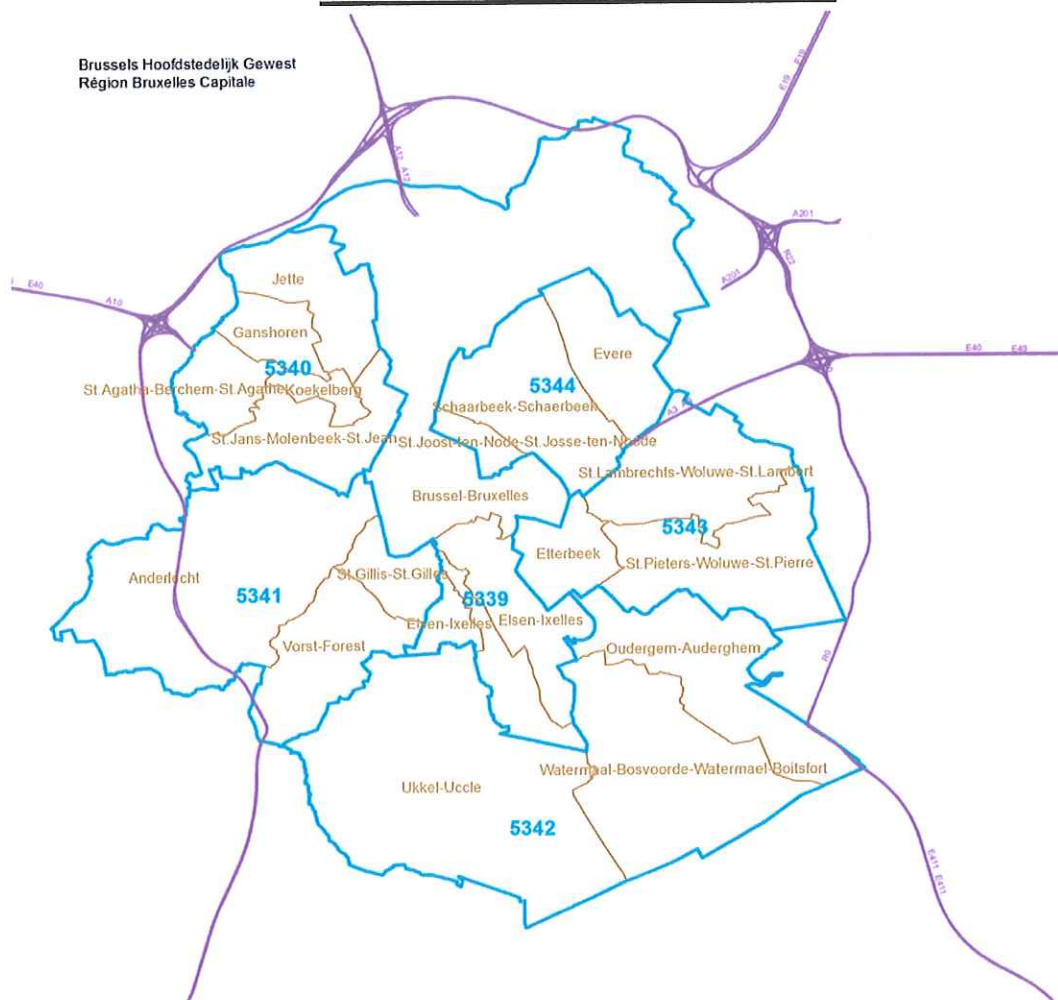 Brussels Hoofdstedelijk Gewest
Région Bruxelles Capitale
E19 E19
A12 A12
A201
R22
A201
E40
A10
Jette
Ganshoren
5340
Evere
5344
E40 E40
St.Agatha-Berchem-St.Agathe
Koekelberg
Schaarbeek-Schaerbeek
A3
St.Jans-Molenbeek-St.Jean
St.Joost-ten-Node-St.Josse-ten-Noode
St.Lambrechts-Woluwe-St.Lambert
Brussel-Bruxelles
5343
Etterbeek
St.Pieters-Woluwe-St.Pierre
Anderlecht
St.Gillis-St.Gilles
5341
5339
Elsen-Ixelles
Elsen-Ixelles
Vorst-Forest
Oudergem-Auderghem
R0
Watermaal-Bosvoorde-Watermael-Boitsfort
Ukkel-Uccle
5342
E411 E411